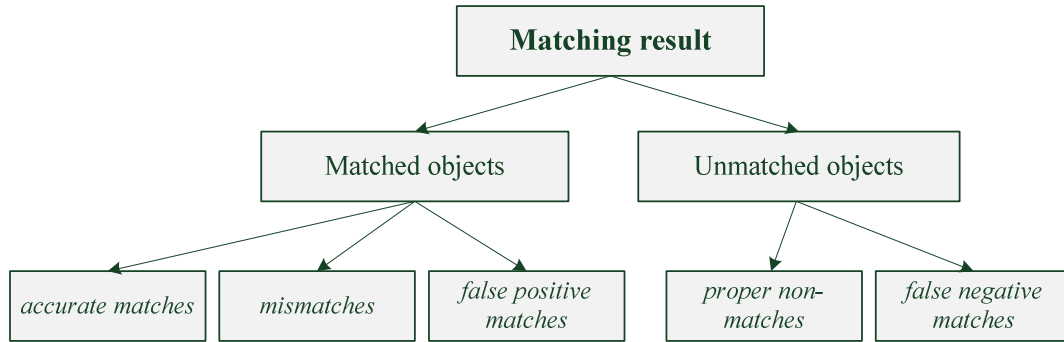 Matching result
Matched objects
Unmatched objects
accurate matches
mismatches
false positive
matches
proper non-
matches
false negative
matches